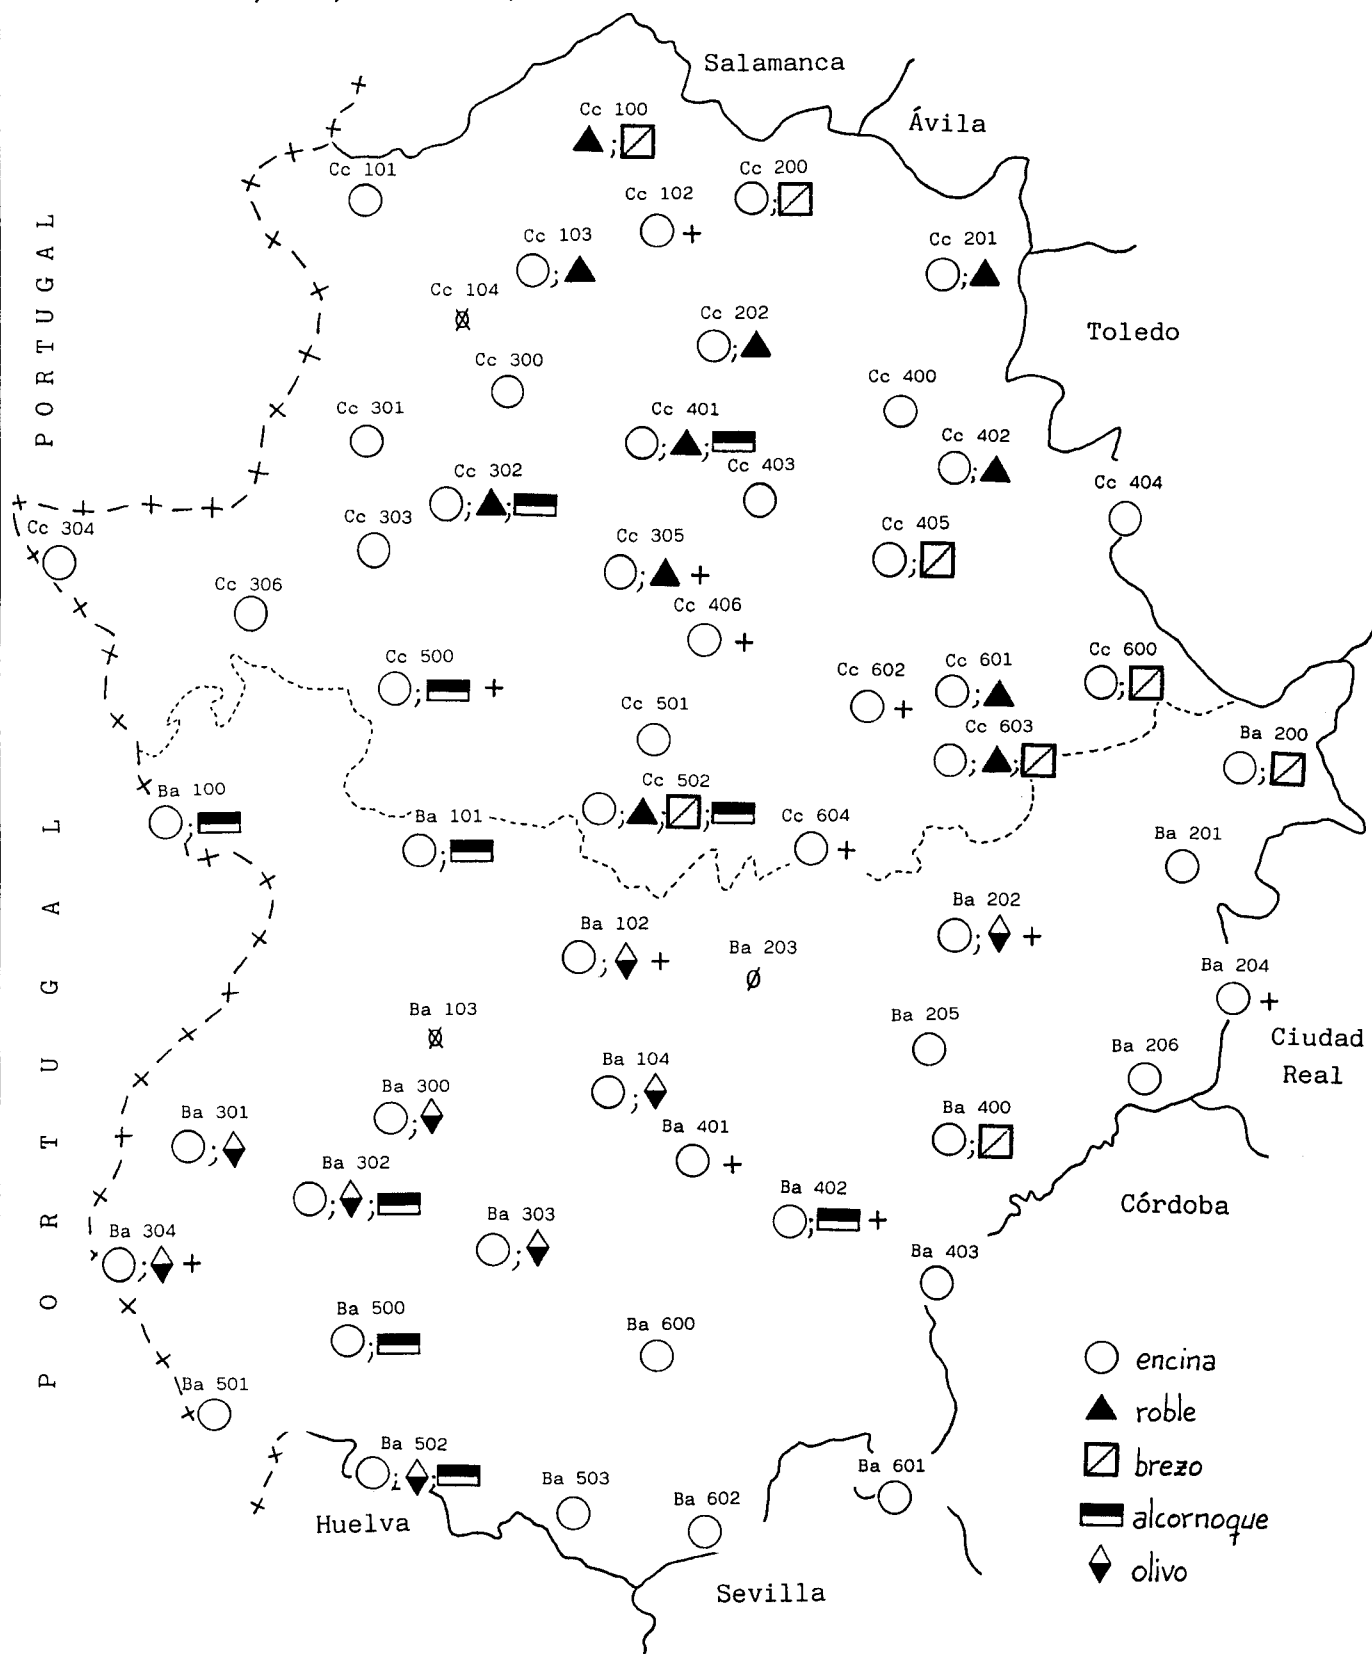 Salamanca
Cc 100
Ávila
Cc 101
Cc 200
Cc 102
Cc 103
Cc 201
PORTUGAL
Cc 104
Cc 202
Toledo
Cc 300
Cc 400
Cc 301
Cc 401
Cc 402
Cc 403
Cc 302
Cc 404
Cc 303
Cc 304
Cc 405
Cc 305
Cc 306
Cc 406
Cc 500
Cc 602
Cc 601
Cc 600
Cc 501
Cc 603
Ba 200
Cc 502
Ba 100
Ba 101
Cc 604
Ba 201
PORTUGAL
Ba 202
Ba 102
Ba 203
Ø
Ba 204
Ba 103
Ba 205
Ciudad
Real
Ba 206
Ba 104
Ba 300
Ba 400
Ba 301
Ba 401
Ba 302
Ba 402
Córdoba
Ba 303
Ba 304
Ba 403
Ba 500
Ba 600
encina
Ba 501
roble
Ba 502
brezo
Ba 503
Ba 601
Ba 602
Huelva
alcornoque
olivo
Sevilla